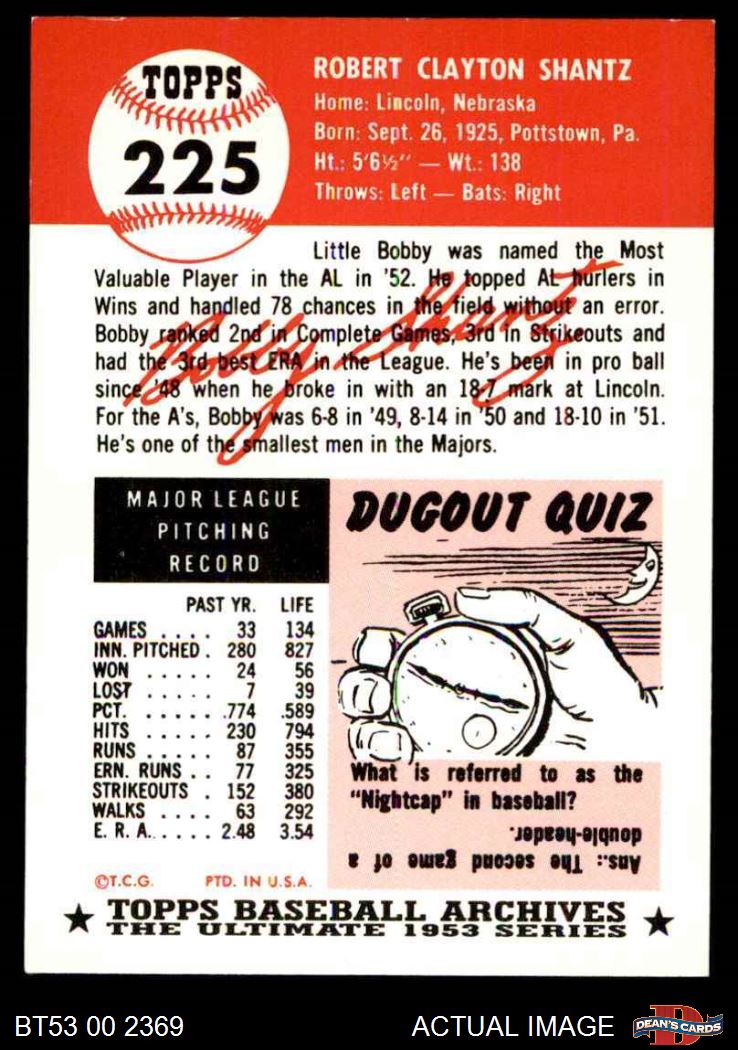 TOPPS
225
ROBERT CLAYTON SHANTZ
Home: Lincoln, Nebraska
Born: Sept. 26, 1925, Pottstown, Pa.
Ht.: 5'6½" — Wt.: 138
Throws: Left — Bats: Right
Little Bobby was named the Most
Valuable Player in the AL in '52. He topped AL hurlers in
Wins and handled 78 chances in the field without an error.
Bobby ranked 2nd in Complete Games, 3rd in Strikeouts and
had the 3rd best ERA in the League. He's been in pro ball
since '48 when he broke in with an 18-7 mark at Lincoln.
For the A's, Bobby was 6-8 in '49, 8-14 in '50 and 18-10 in '51.
He's one of the smallest men in the Majors.
Bobby Shantz
MAJOR LEAGUE
PITCHING
RECORD
PAST YR. LIFE
GAMES . . . . 33 134
INN. PITCHED . 280 827
WON . . . . . 24 56
LOST . . . . . 7 39
PCT. . . . . . .774 .589
HITS . . . . . 230 794
RUNS . . . . . 87 355
ERN. RUNS . . 77 325
STRIKEOUTS . 152 380
WALKS . . . . 63 292
E. R. A. . . . . . 2.48 3.54
©T.C.G. PTD. IN U.S.A.
DUGOUT QUIZ
What is referred to as the
"Nightcap" in baseball?
Ans.: The second game of a
double-header.
★ TOPPS BASEBALL ARCHIVES ★
THE ULTIMATE 1953 SERIES
BT53 00 2369 ACTUAL IMAGE
DEAN'S CARDS